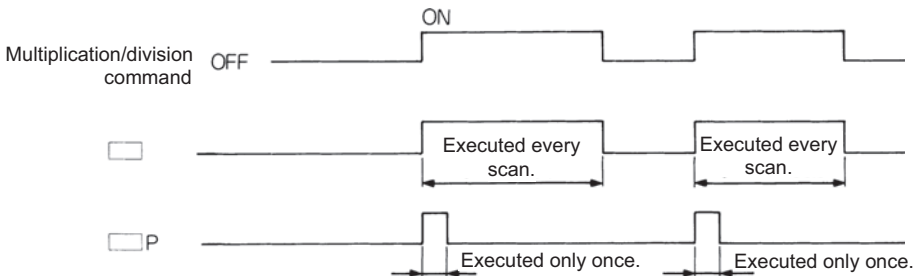 ON
Multiplication/division
command
OFF
Executed every
scan.
Executed every
scan.
P
Executed only once.
Executed only once.